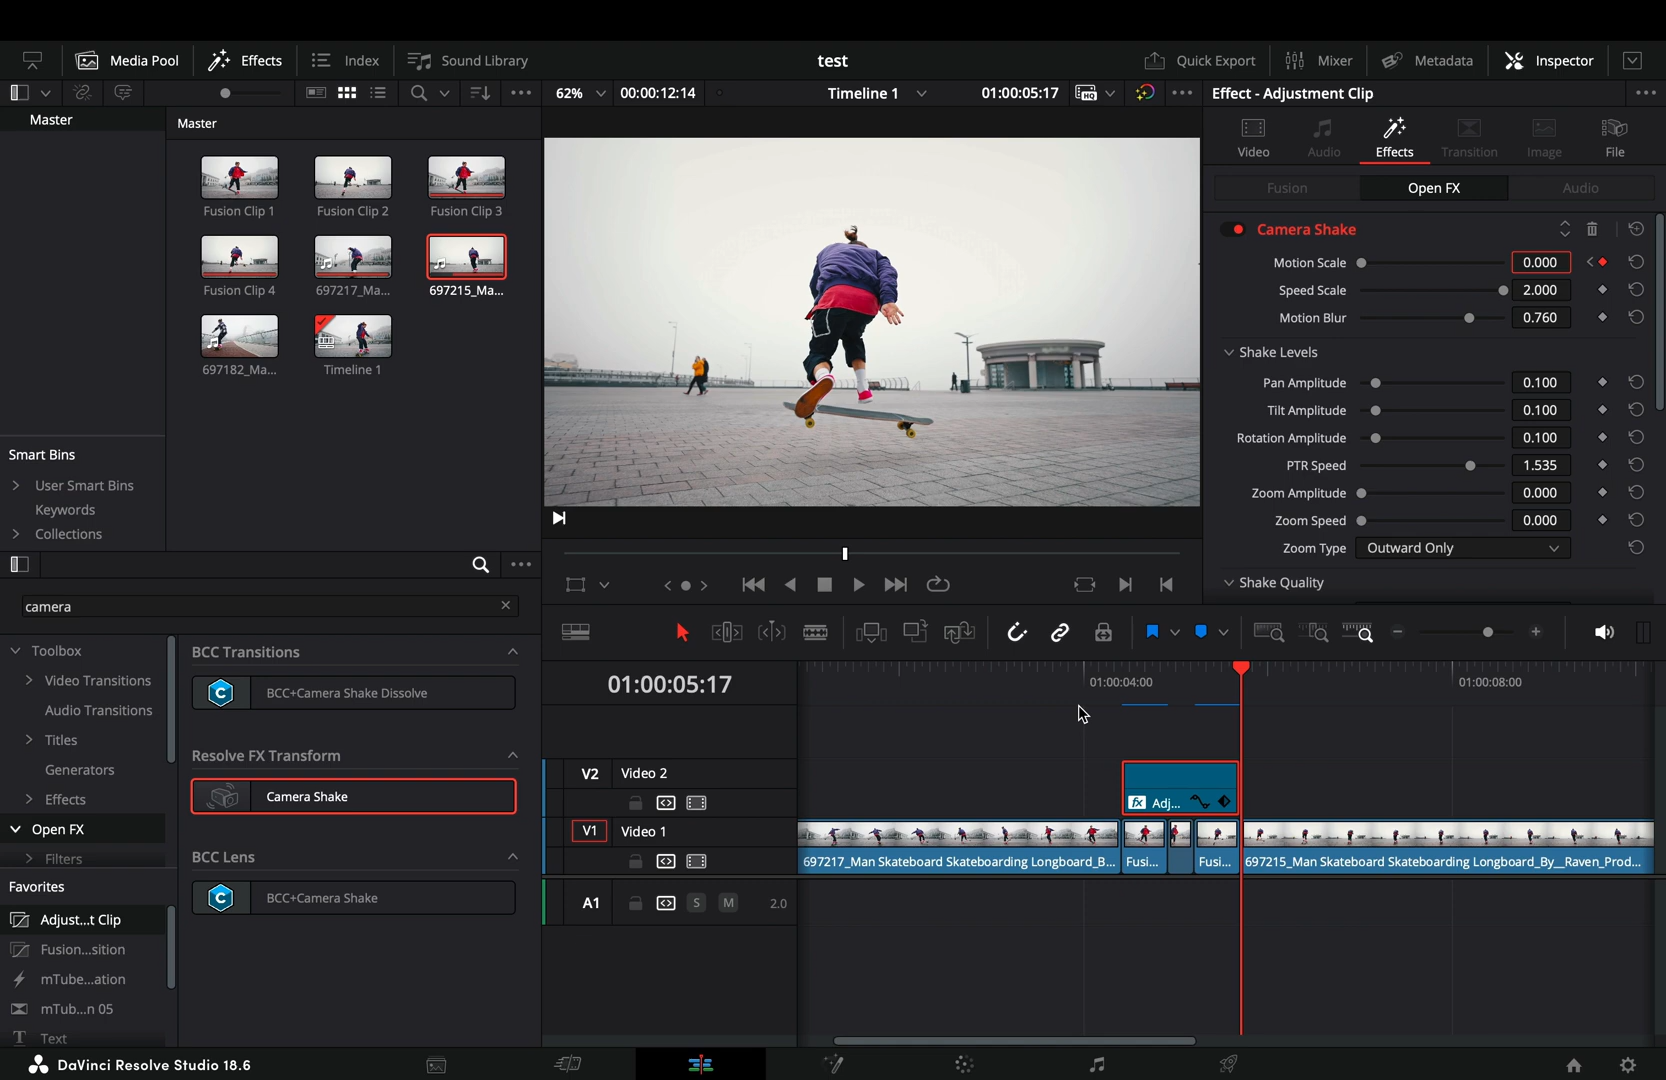 Media Pool
Effects
Index
Sound Library
test
Quick Export
Mixer
Metadata
Inspector
62%
00:00:12:14
Timeline 1
01:00:05:17
Effect - Adjustment Clip
Master
Master
Fusion Clip 1
Fusion Clip 2
Fusion Clip 3
Fusion Clip 4
697217_Ma...
697215_Ma...
697182_Ma...
Timeline 1
Smart Bins
User Smart Bins
Keywords
Collections
Video
Audio
Effects
Transition
Image
File
Fusion
Open FX
Audio
Camera Shake
Motion Scale 0.000
Speed Scale 2.000
Motion Blur 0.760
Shake Levels
Pan Amplitude 0.100
Tilt Amplitude 0.100
Rotation Amplitude 0.100
PTR Speed 1.535
Zoom Amplitude 0.000
Zoom Speed 0.000
Zoom Type Outward Only
Shake Quality
camera
Toolbox
Video Transitions
Audio Transitions
Titles
Generators
Effects
Open FX
Filters
Favorites
Adjust...t Clip
Fusion...sition
mTube...ation
mTub...n 05
Text
BCC Transitions
BCC+Camera Shake Dissolve
Resolve FX Transform
Camera Shake
BCC Lens
BCC+Camera Shake
01:00:05:17
01:00:04:00
01:00:08:00
V2 Video 2
fx Adj...
V1 Video 1
697217_Man Skateboard Skateboarding Longboard_B...
Fusi...
Fusi...
697215_Man Skateboard Skateboarding Longboard_By__Raven_Prod...
A1 S M 2.0
DaVinci Resolve Studio 18.6